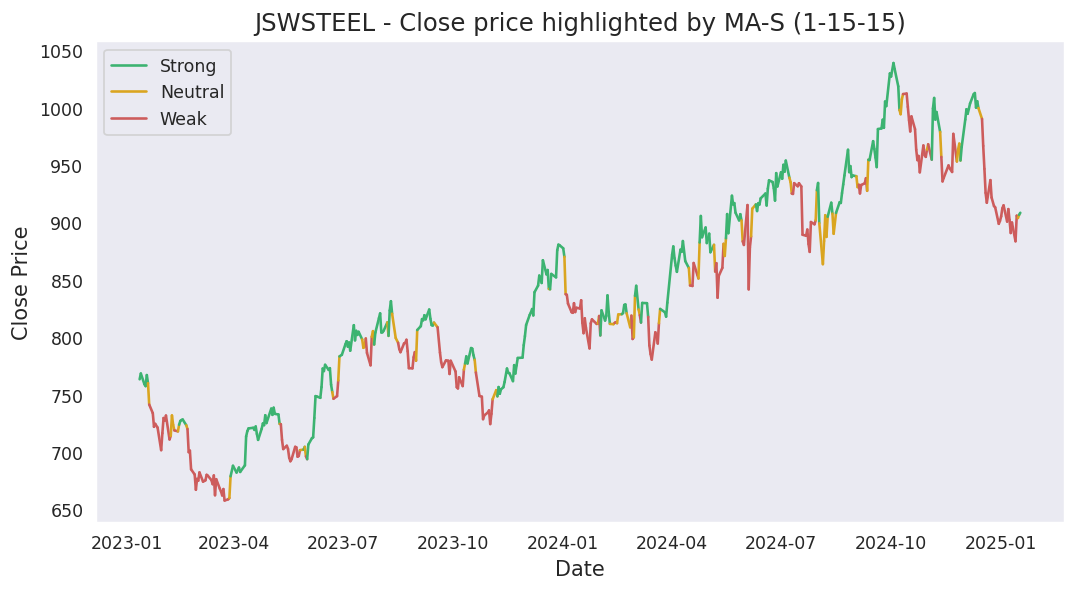 JSWSTEEL - Close price highlighted by MA-S (1-15-15)
Strong
Neutral
Weak
Close Price
1050
1000
950
900
850
800
750
700
650
2023-01 2023-04 2023-07 2023-10 2024-01 2024-04 2024-07 2024-10 2025-01
Date